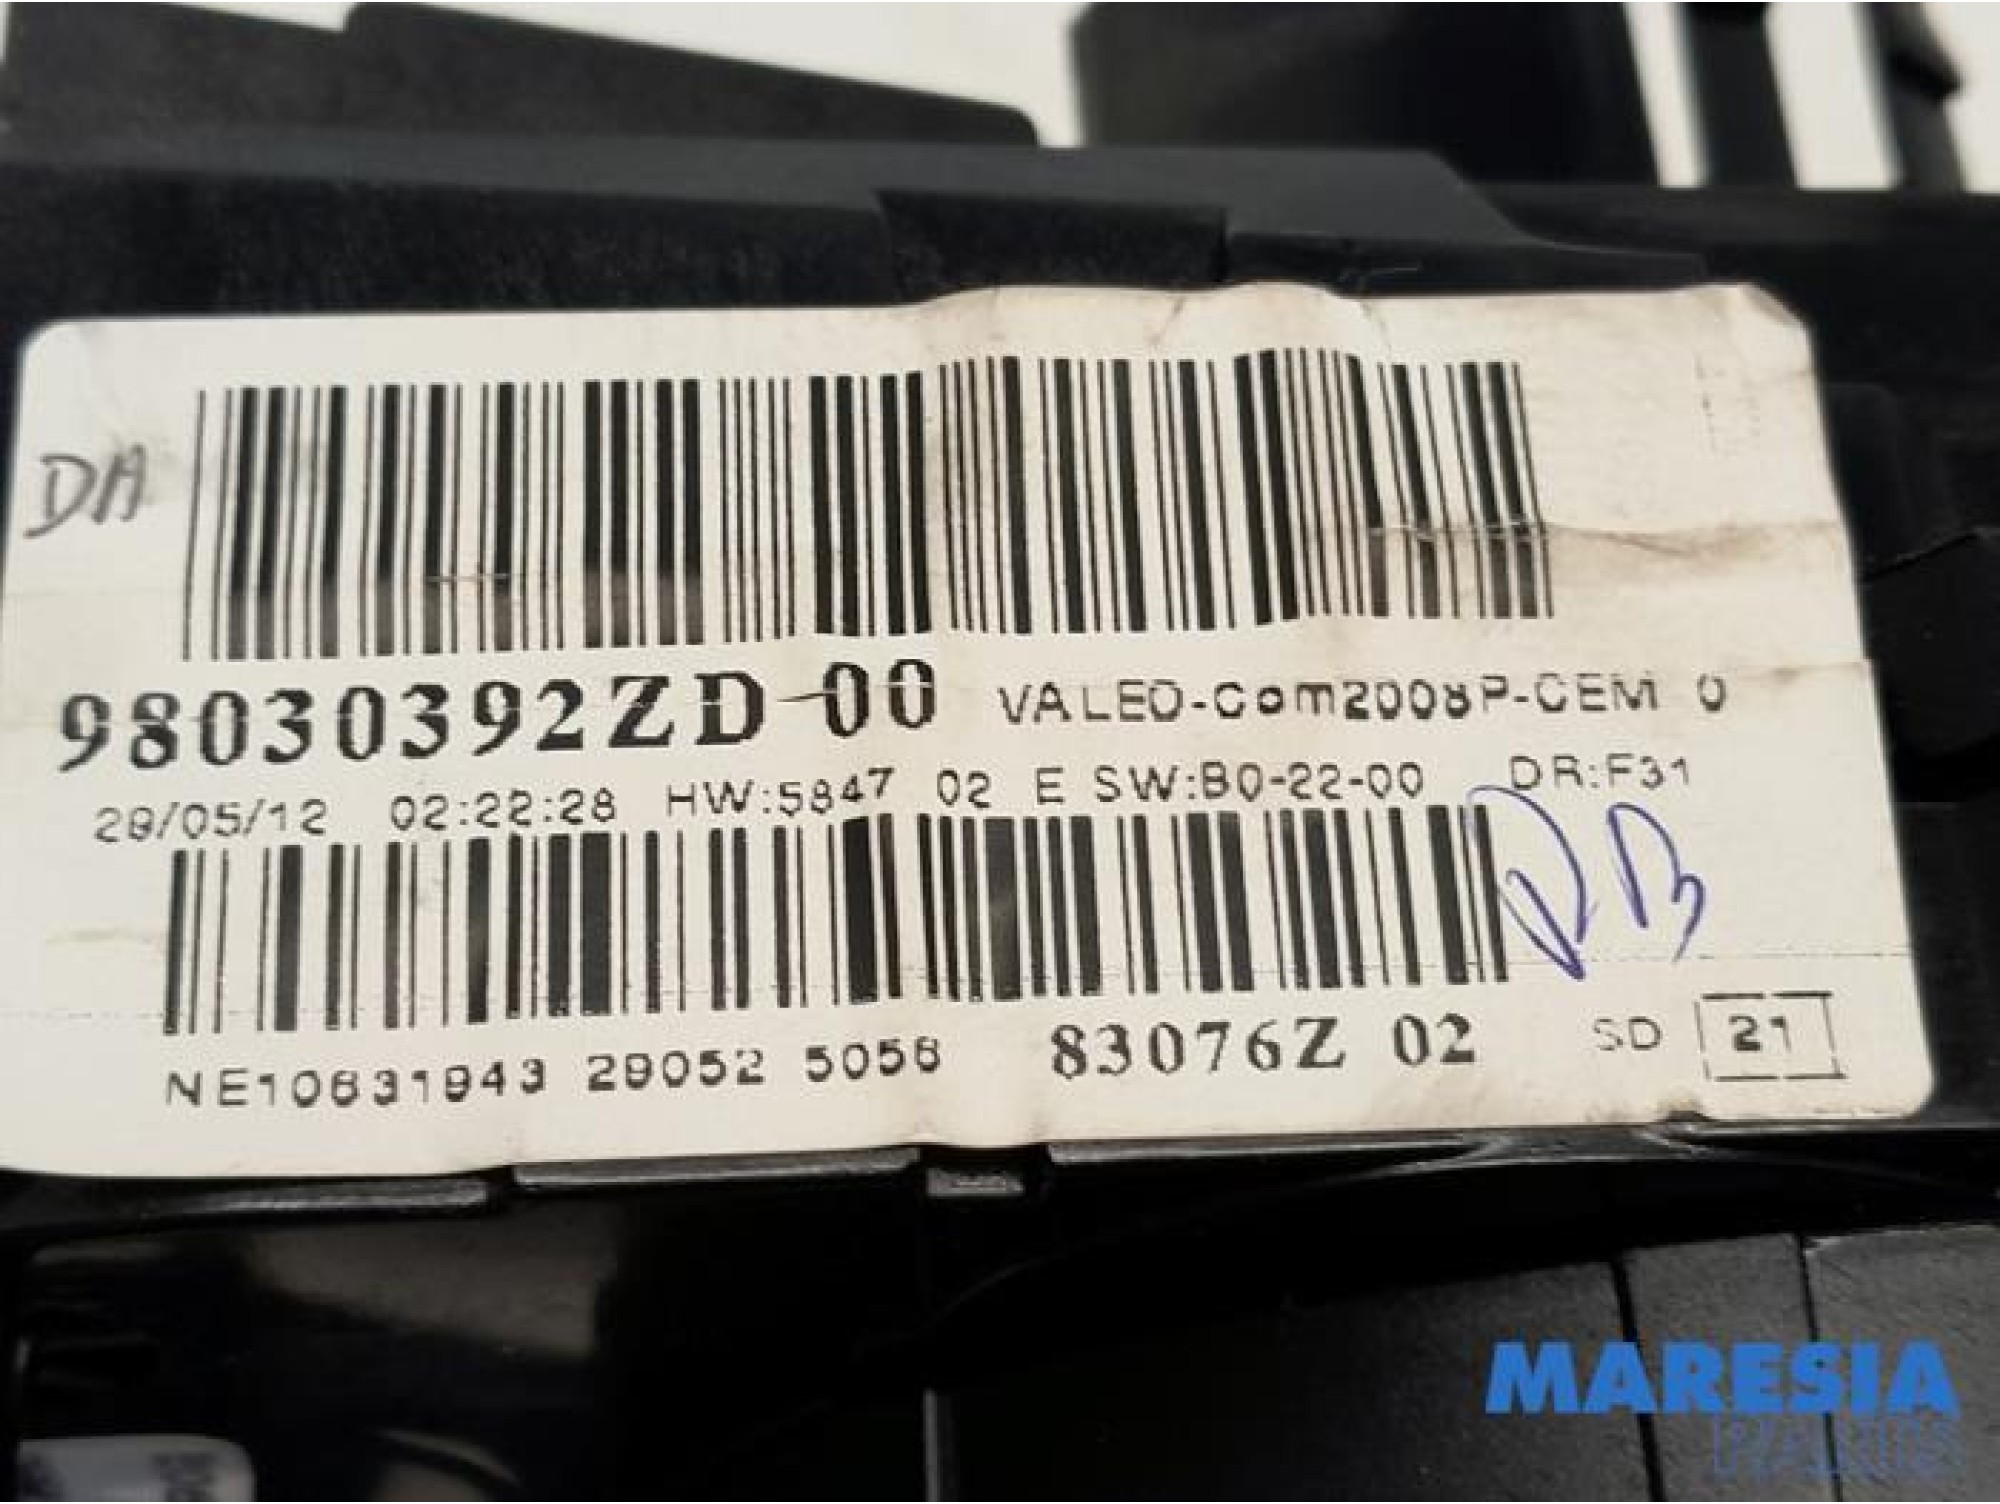 DA
98030392ZD 00 VALEO-Com2008P-CEM 0
29/05/12 02:22:28 HW:5847 02 E SW:B0-22-00 DR:F31
NE10631943 29052 5056 83076Z 02 SD 21
MARESIA
PARTS